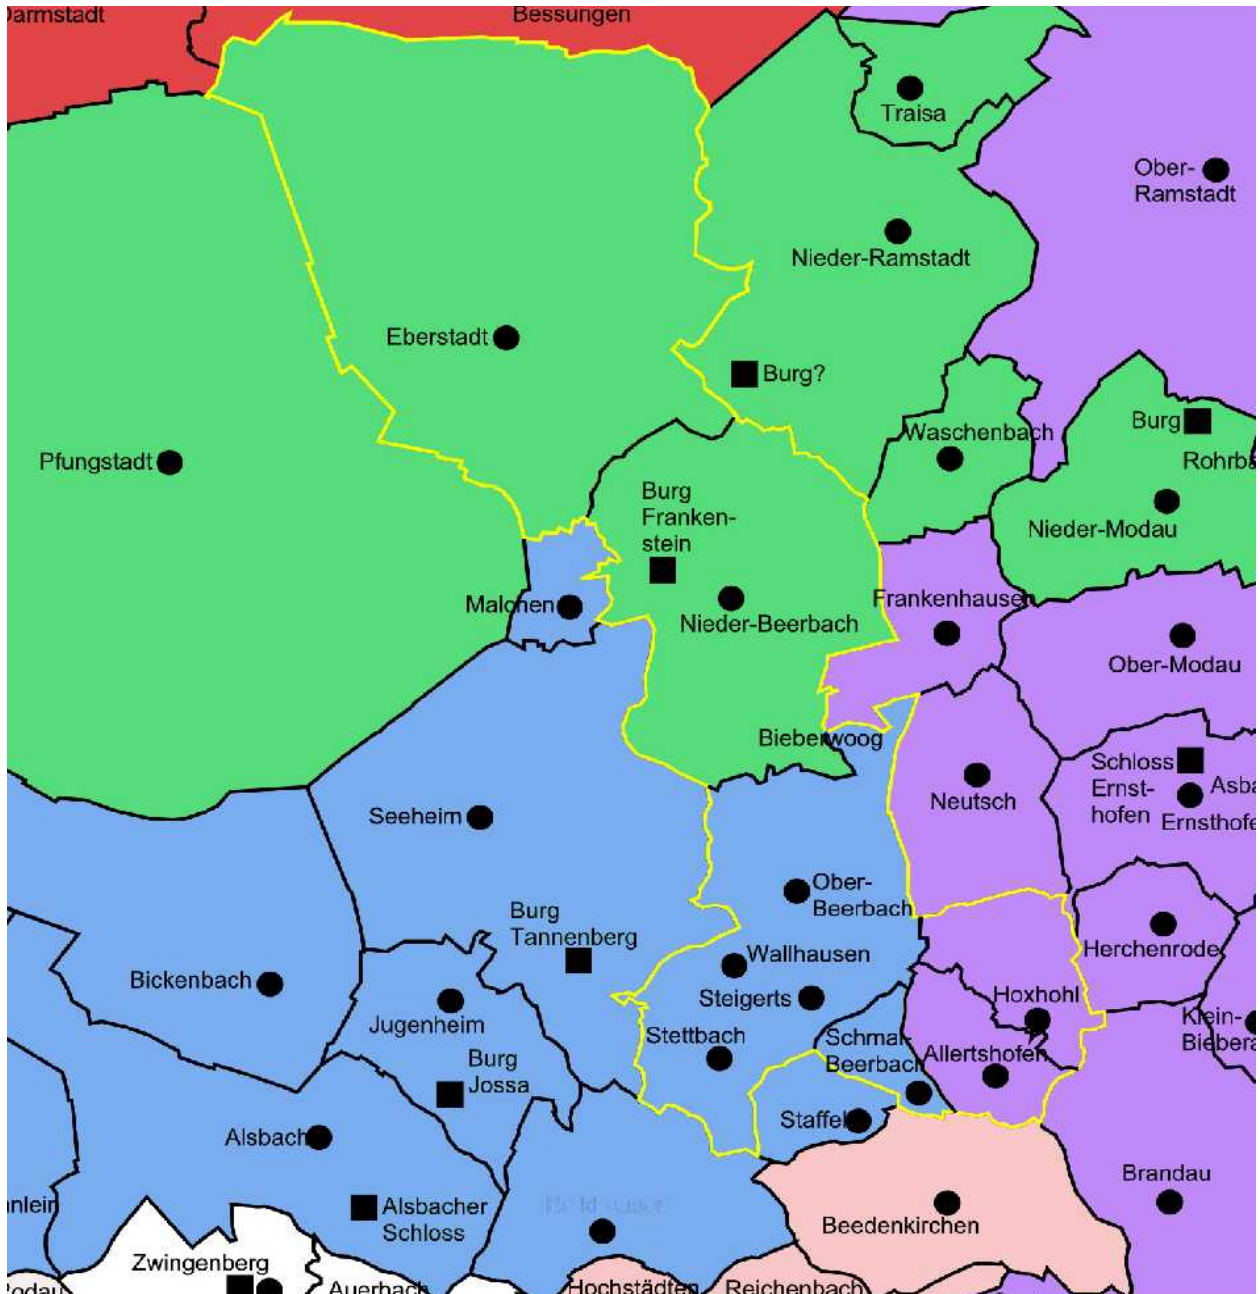 Darmstadt
Bessungen
Traisa
Ober-
Ramstadt
Nieder-Ramstadt
Eberstadt
Burg?
Burg
Waschenbach
Pfungstadt
Rohrba
Burg
Franken-
stein
Nieder-Modau
Malchen
Frankenhausen
Nieder-Beerbach
Ober-Modau
Bieberwoog
Schloss
Ernst-
hofen
Asba
Neutsch
Ernsthofe
Seeheim
Ober-
Beerbach
Burg
Tannenberg
Herchenrode
Wallhausen
Bickenbach
Steigerts
Hoxhohl
Jugenheim
Klein-
Biebera
Stettbach
Schmal-
Beerbach
Allertshofen
Burg
Jossa
Staffel
Alsbach
Brandau
nlein
Alsbacher
Schloss
Beedenkirchen
Zwingenberg
odau
Auerbach
Hochstädten
Reichenbach